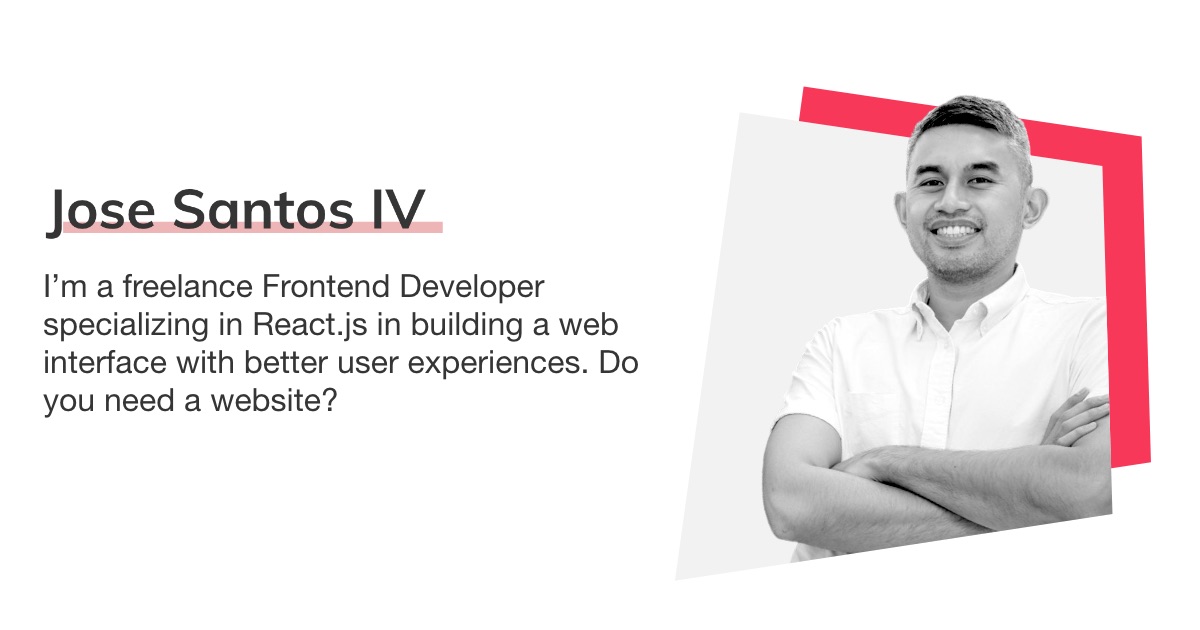 Jose Santos IV
I’m a freelance Frontend Developer
specializing in React.js in building a web
interface with better user experiences. Do
you need a website?